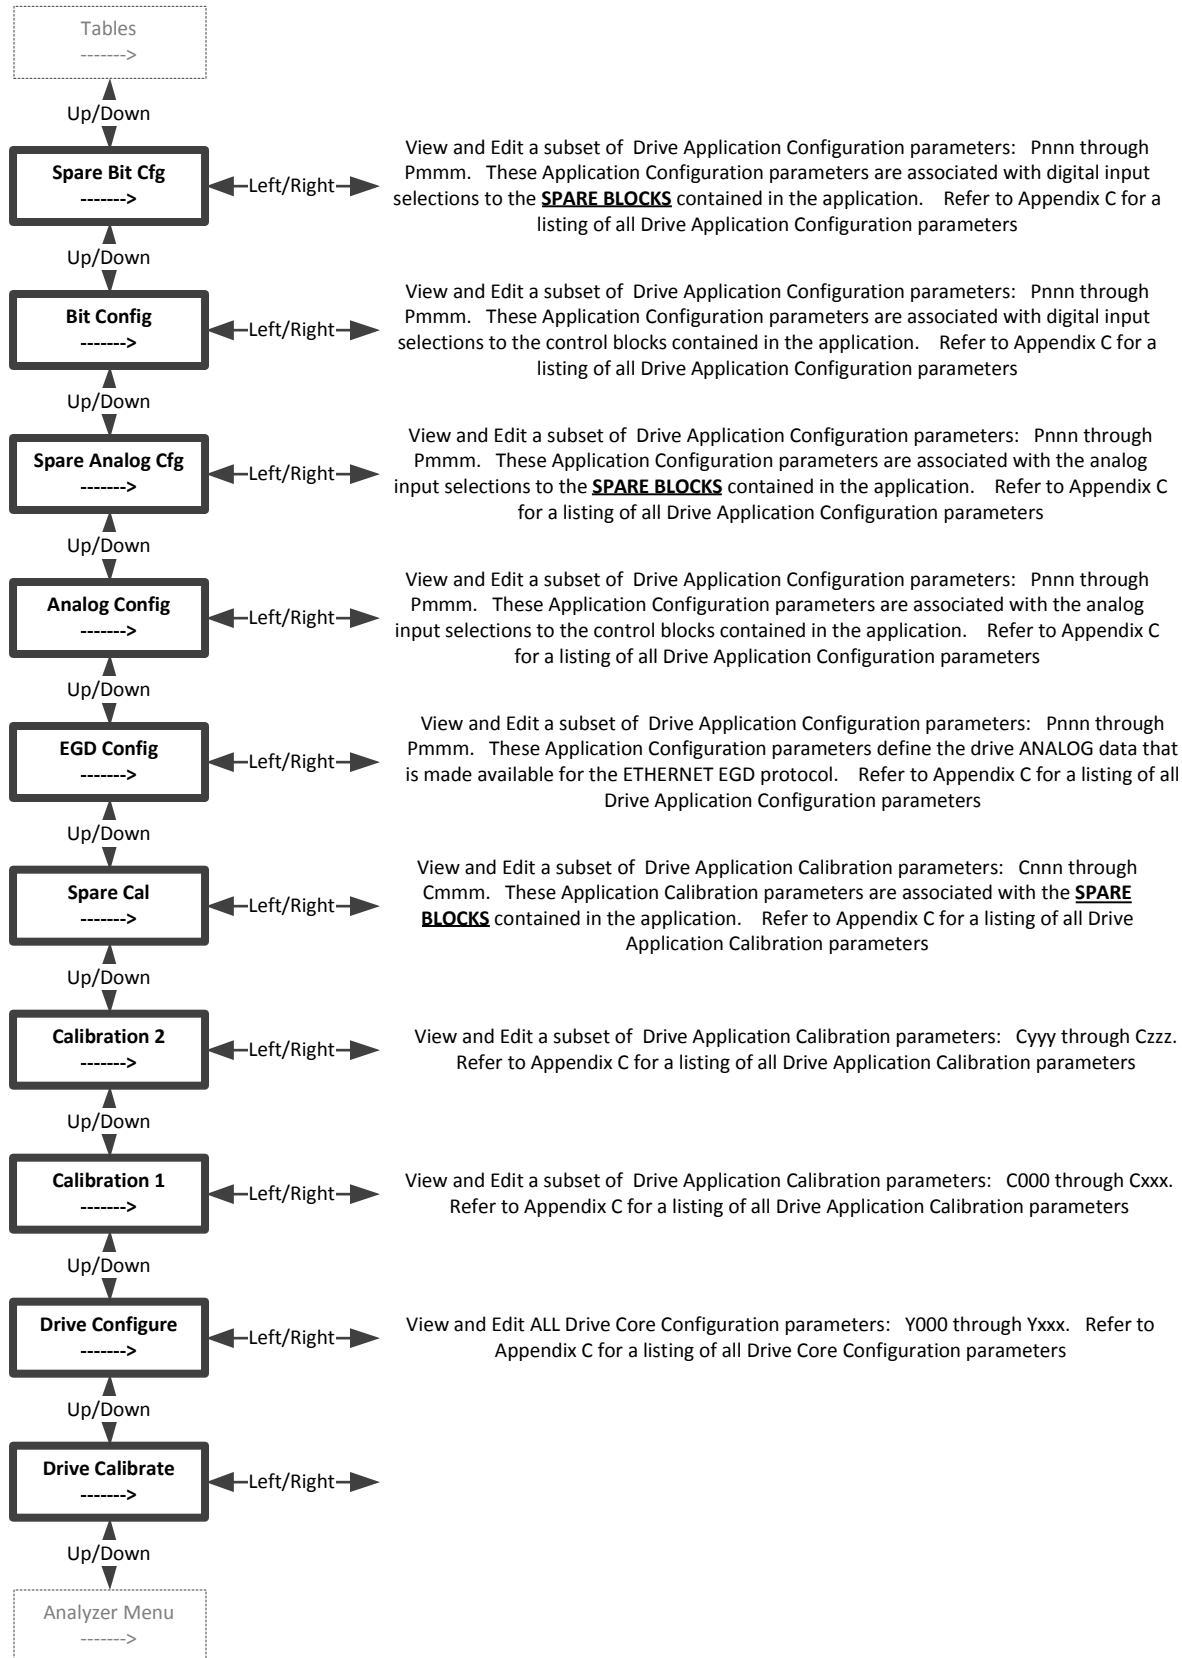 Tables
------->
Up/Down
Spare Bit Cfg
------->
Left/Right
View and Edit a subset of Drive Application Configuration parameters: Pnnn through
Pmmm. These Application Configuration parameters are associated with digital input
selections to the SPARE BLOCKS contained in the application. Refer to Appendix C for a
listing of all Drive Application Configuration parameters
Up/Down
Bit Config
------->
Left/Right
View and Edit a subset of Drive Application Configuration parameters: Pnnn through
Pmmm. These Application Configuration parameters are associated with digital input
selections to the control blocks contained in the application. Refer to Appendix C for a
listing of all Drive Application Configuration parameters
Up/Down
Spare Analog Cfg
------->
Left/Right
View and Edit a subset of Drive Application Configuration parameters: Pnnn through
Pmmm. These Application Configuration parameters are associated with the analog
input selections to the SPARE BLOCKS contained in the application. Refer to Appendix C
for a listing of all Drive Application Configuration parameters
Up/Down
Analog Config
------->
Left/Right
View and Edit a subset of Drive Application Configuration parameters: Pnnn through
Pmmm. These Application Configuration parameters are associated with the analog
input selections to the control blocks contained in the application. Refer to Appendix C
for a listing of all Drive Application Configuration parameters
Up/Down
EGD Config
------->
Left/Right
View and Edit a subset of Drive Application Configuration parameters: Pnnn through
Pmmm. These Application Configuration parameters define the drive ANALOG data that
is made available for the ETHERNET EGD protocol. Refer to Appendix C for a listing of all
Drive Application Configuration parameters
Up/Down
Spare Cal
------->
Left/Right
View and Edit a subset of Drive Application Calibration parameters: Cnnn through
Cmmm. These Application Calibration parameters are associated with the SPARE
BLOCKS contained in the application. Refer to Appendix C for a listing of all Drive
Application Calibration parameters
Up/Down
Calibration 2
------->
Left/Right
View and Edit a subset of Drive Application Calibration parameters: Cyyy through Czzz.
Refer to Appendix C for a listing of all Drive Application Calibration parameters
Up/Down
Calibration 1
------->
Left/Right
View and Edit a subset of Drive Application Calibration parameters: C000 through Cxxx.
Refer to Appendix C for a listing of all Drive Application Calibration parameters
Up/Down
Drive Configure
------->
Left/Right
View and Edit ALL Drive Core Configuration parameters: Y000 through Yxxx. Refer to
Appendix C for a listing of all Drive Core Configuration parameters
Up/Down
Drive Calibrate
------->
Left/Right
Up/Down
Analyzer Menu
------->